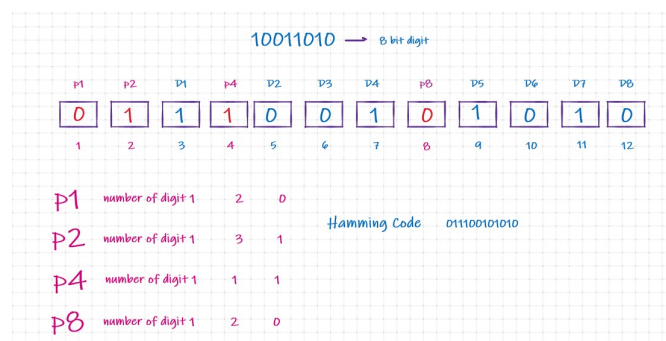 10011010 → 8 bit digit
P1 P2 D1 P4 D2 D3 D4 P8 D5 D6 D7 D8
0 1 1 1 0 0 1 0 1 0 1 0
1 2 3 4 5 6 7 8 9 10 11 12
P1 number of digit 1 2 0
Hamming Code 011100101010
P2 number of digit 1 3 1
P4 number of digit 1 1 1
P8 number of digit 1 2 0